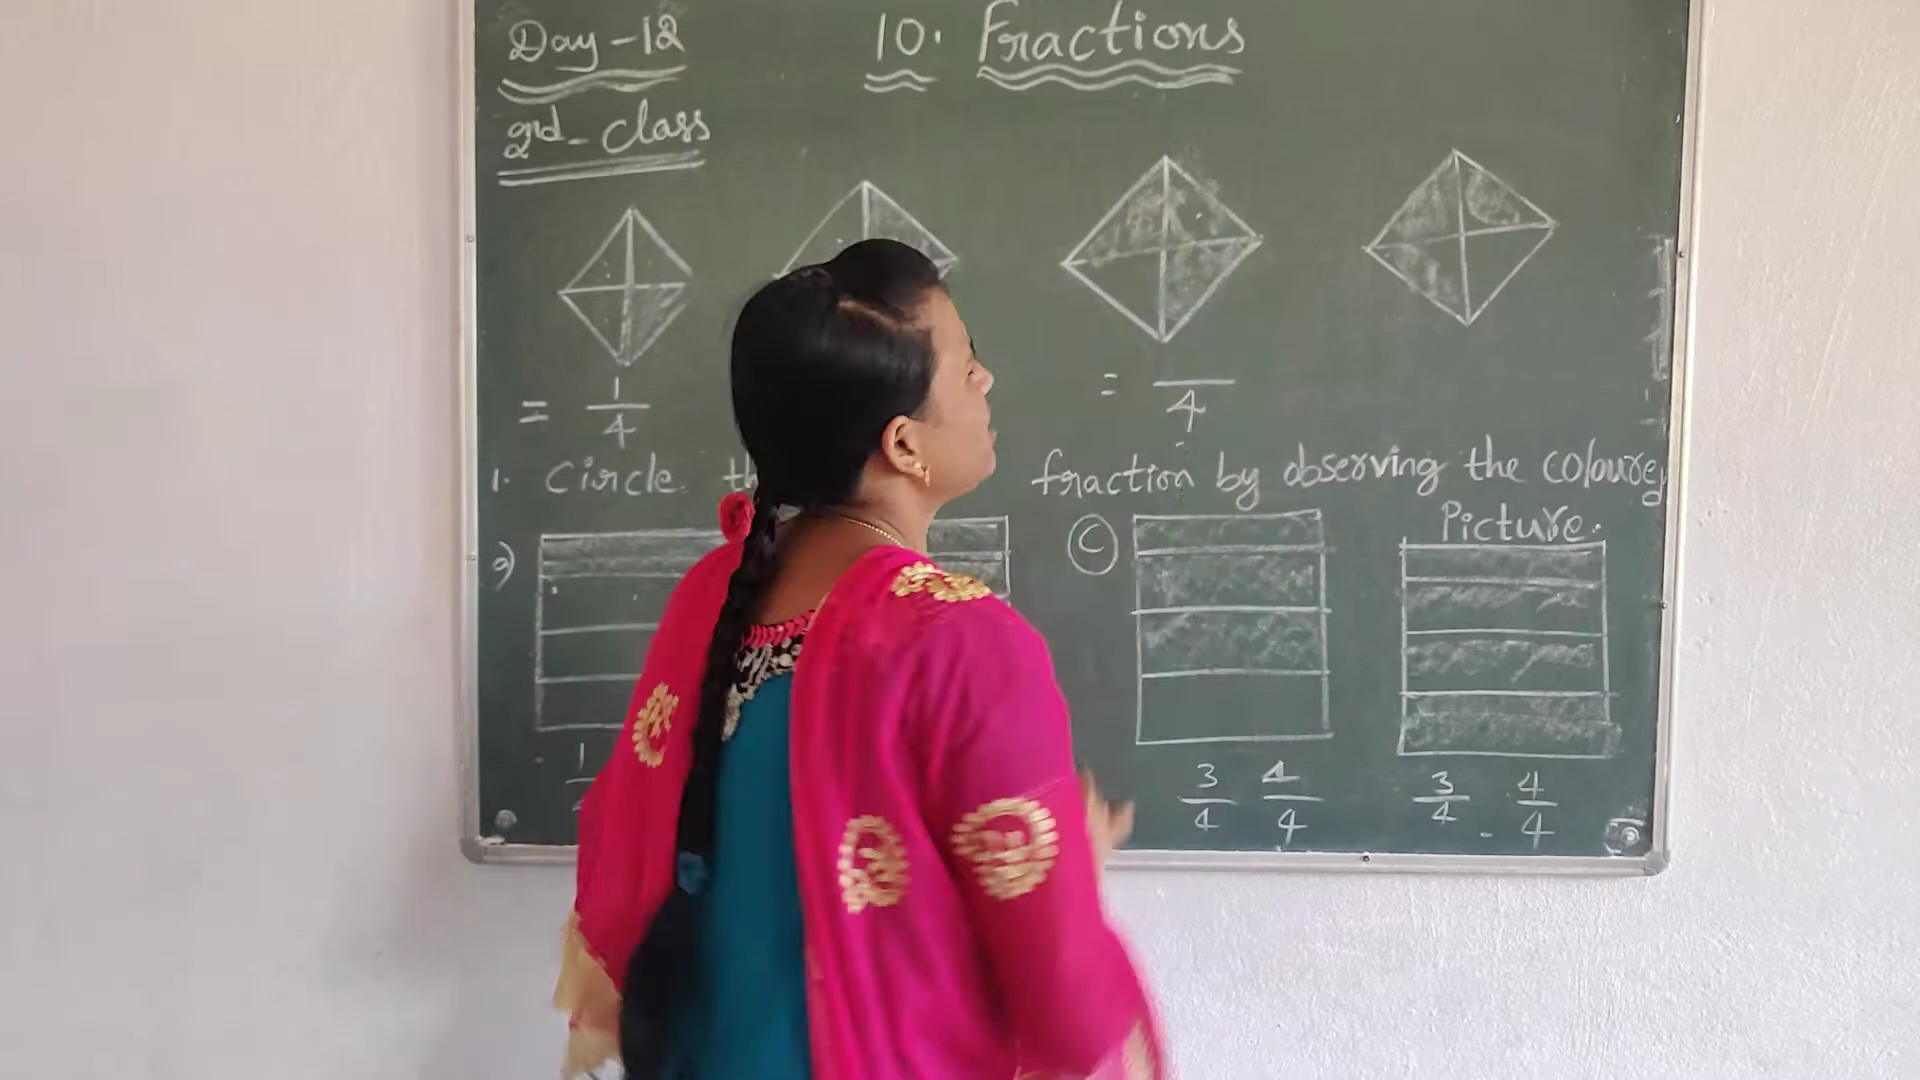 Day-12
10. Fractions
2nd-class
= 1/4
= /4
1. Circle fraction by observing the coloured
Picture.
a)
C
1
3/4 4/4
3/4 4/4